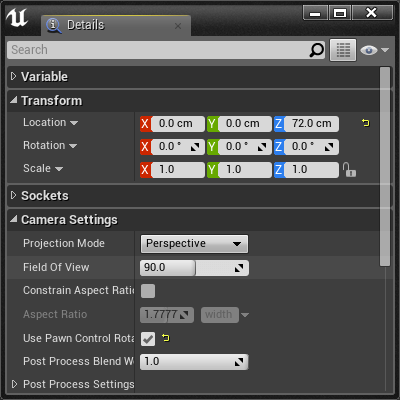 Details
Search
Variable
Transform
Location X 0.0 cm Y 0.0 cm Z 72.0 cm
Rotation X 0.0 ° Y 0.0 ° Z 0.0 °
Scale X 1.0 Y 1.0 Z 1.0
Sockets
Camera Settings
Projection Mode Perspective
Field Of View 90.0
Constrain Aspect Ratio
Aspect Ratio 1.7777 width
Use Pawn Control Rota
Post Process Blend We
1.0
Post Process Settings